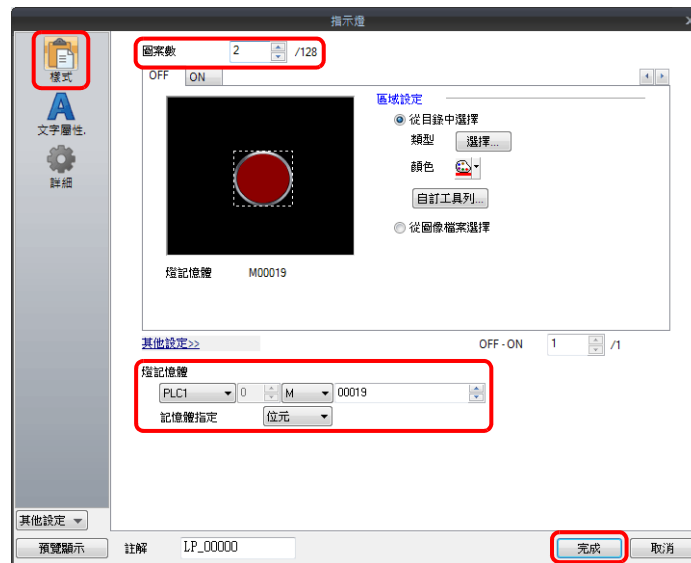 指示燈
樣式
文字屬性.
詳細
圖案數 2 /128
OFF ON
區域設定
從目錄中選擇
類型 選擇...
顏色
自訂工具列...
從圖像檔案選擇
燈記憶體 M00019
其他設定>> OFF - ON 1 /1
燈記憶體
PLC1 0 M 00019
記憶體指定 位元
其他設定
預覽顯示 註解 LP_00000 完成 取消